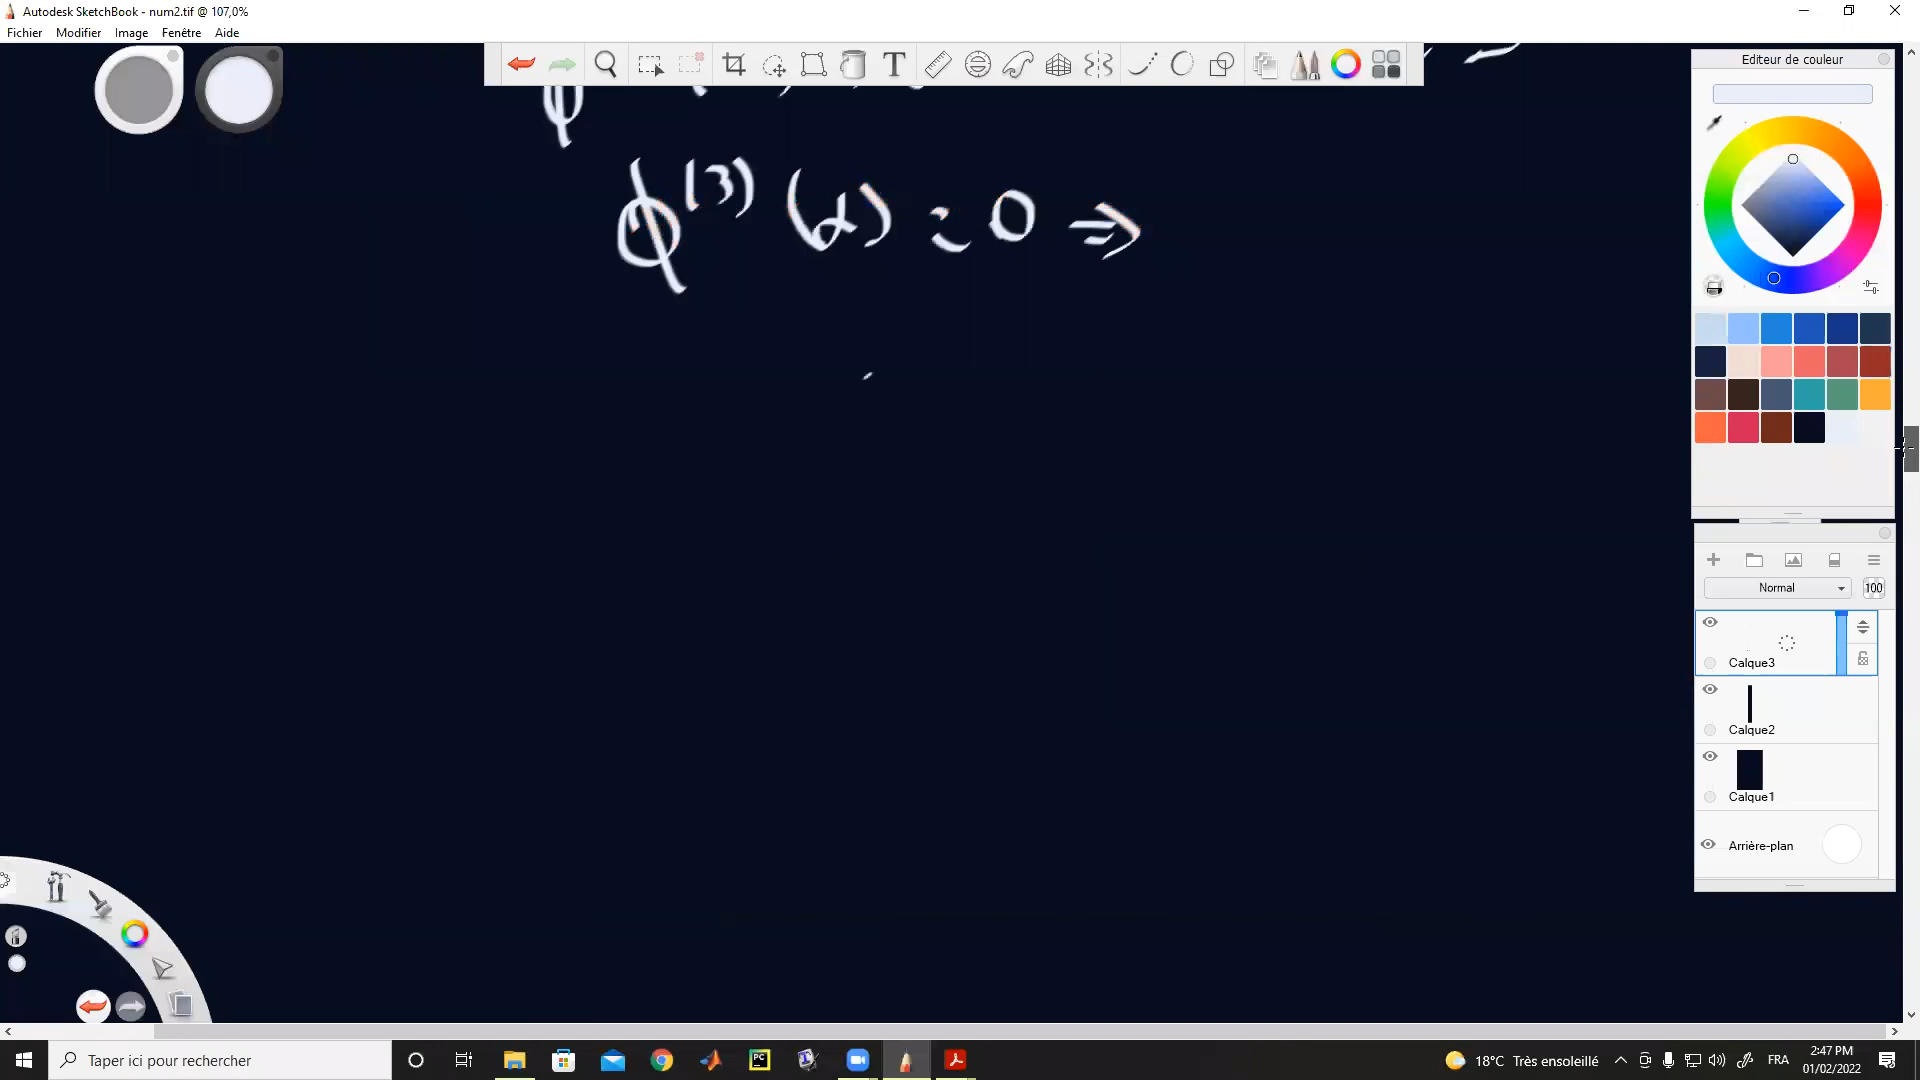 Autodesk SketchBook - num2.tif @ 107,0%
Fichier Modifier Image Fenêtre Aide
T
Editeur de couleur
ϕ
ϕ⁽³⁾ (α) = 0 ⇒
Normal 100
Calque3
Calque2
Calque1
Arrière-plan
Taper ici pour rechercher
PC
18°C Très ensoleillé
FRA
2:47 PM
01/02/2022